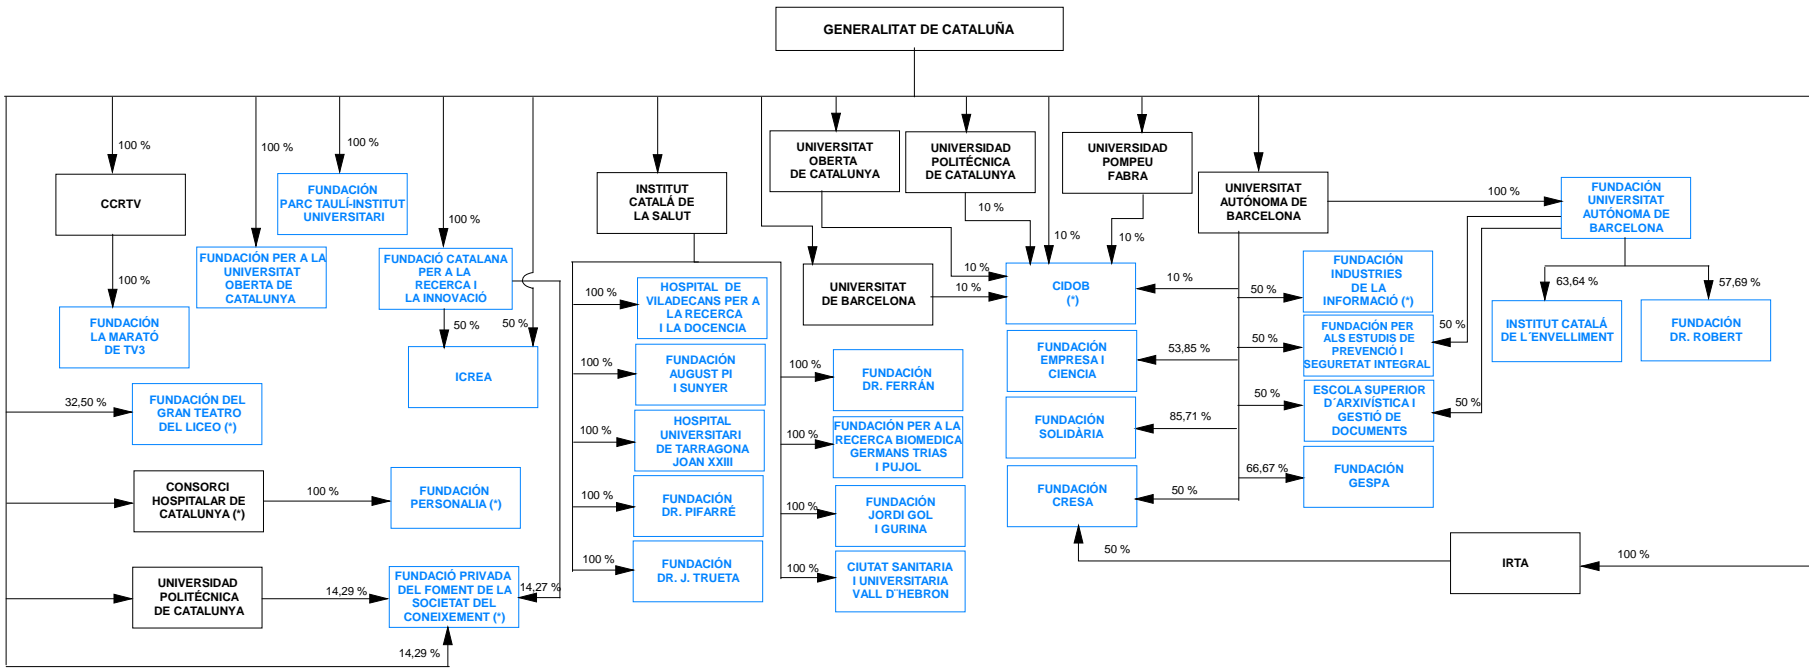 GENERALITAT DE CATALUÑA
100 %
CCRTV
100 %
FUNDACIÓN
LA MARATÓ
DE TV3
100 %
FUNDACIÓN PER A LA
UNIVERSITAT
OBERTA DE
CATALUNYA
100 %
FUNDACIÓN
PARC TAULÍ-INSTITUT
UNIVERSITARI
100 %
FUNDACIÓ CATALANA
PER A LA
RECERCA I
LA INNOVACIÓ
50 %
50 %
ICREA
INSTITUT
CATALÁ DE
LA SALUT
100 %
HOSPITAL DE
VILADECANS PER A
LA RECERCA
I LA DOCENCIA
100 %
FUNDACIÓN
AUGUST PI
I SUNYER
100 %
HOSPITAL
UNIVERSITARI
DE TARRAGONA
JOAN XXIII
100 %
FUNDACIÓN
DR. PIFARRÉ
100 %
FUNDACIÓN
DR. J. TRUETA
100 %
FUNDACIÓN
DR. FERRÁN
100 %
FUNDACIÓN PER A LA
RECERCA BIOMEDICA
GERMANS TRIAS
I PUJOL
100 %
FUNDACIÓN
JORDI GOL
I GURINA
100 %
CIUTAT SANITARIA
I UNIVERSITARIA
VALL D¨HEBRON
UNIVERSITAT
OBERTA
DE CATALUNYA
UNIVERSIDAD
POLITÉCNICA
DE CATALUNYA
UNIVERSIDAD
POMPEU
FABRA
UNIVERSITAT
DE BARCELONA
10 %
10 %
10 %
10 %
10 %
10 %
CIDOB
(*)
UNIVERSITAT
AUTÓNOMA DE
BARCELONA
53,85 %
FUNDACIÓN
EMPRESA I
CIENCIA
85,71 %
FUNDACIÓN
SOLIDÀRIA
50 %
FUNDACIÓN
CRESA
50 %
FUNDACIÓN
INDUSTRIES
DE LA
INFORMACIÓ (*)
50 %
50 %
FUNDACIÓN PER
ALS ESTUDIS DE
PREVENCIÓ I
SEGURETAT INTEGRAL
50 %
50 %
ESCOLA SUPERIOR
D´ARXIVÍSTICA I
GESTIÓ DE
DOCUMENTS
66,67 %
FUNDACIÓN
GESPA
100 %
FUNDACIÓN
UNIVERSITAT
AUTÓNOMA DE
BARCELONA
63,64 %
INSTITUT CATALÁ
DE L´ENVELLIMENT
57,69 %
FUNDACIÓN
DR. ROBERT
32,50 %
FUNDACIÓN DEL
GRAN TEATRO
DEL LICEO (*)
CONSORCI
HOSPITALAR DE
CATALUNYA (*)
100 %
FUNDACIÓN
PERSONALIA (*)
UNIVERSIDAD
POLITÉCNICA
DE CATALUNYA
14,29 %
FUNDACIÓ PRIVADA
DEL FOMENT DE LA
SOCIETAT DEL
CONEIXEMENT (*)
14,27 %
14,29 %
50 %
IRTA
100 %